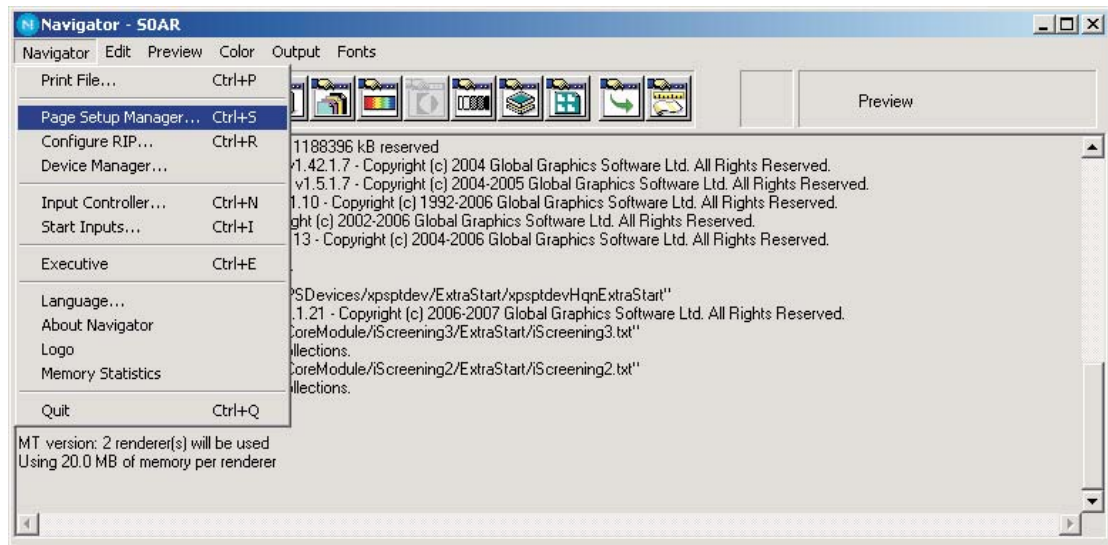 Navigator - SOAR
Navigator Edit Preview Color Output Fonts
Print File... Ctrl+P
Page Setup Manager... Ctrl+S
Configure RIP... Ctrl+R
Device Manager...
Input Controller... Ctrl+N
Start Inputs... Ctrl+I
Executive Ctrl+E
Language...
About Navigator
Logo
Memory Statistics
Quit Ctrl+Q
Preview
1188396 kB reserved
v1.42.1.7 - Copyright (c) 2004 Global Graphics Software Ltd. All Rights Reserved.
v1.5.1.7 - Copyright (c) 2004-2005 Global Graphics Software Ltd. All Rights Reserved.
1.10 - Copyright (c) 1992-2006 Global Graphics Software Ltd. All Rights Reserved.
ght (c) 2002-2006 Global Graphics Software Ltd. All Rights Reserved.
13 - Copyright (c) 2004-2006 Global Graphics Software Ltd. All Rights Reserved.
PSDevices/xpsptdev/ExtraStart/xpsptdevHqnExtraStart"
.1.21 - Copyright (c) 2006-2007 Global Graphics Software Ltd. All Rights Reserved.
CoreModule/iScreening3/ExtraStart/iScreening3.txt"
llections.
CoreModule/iScreening2/ExtraStart/iScreening2.txt"
llections.
MT version: 2 renderer(s) will be used
Using 20.0 MB of memory per renderer